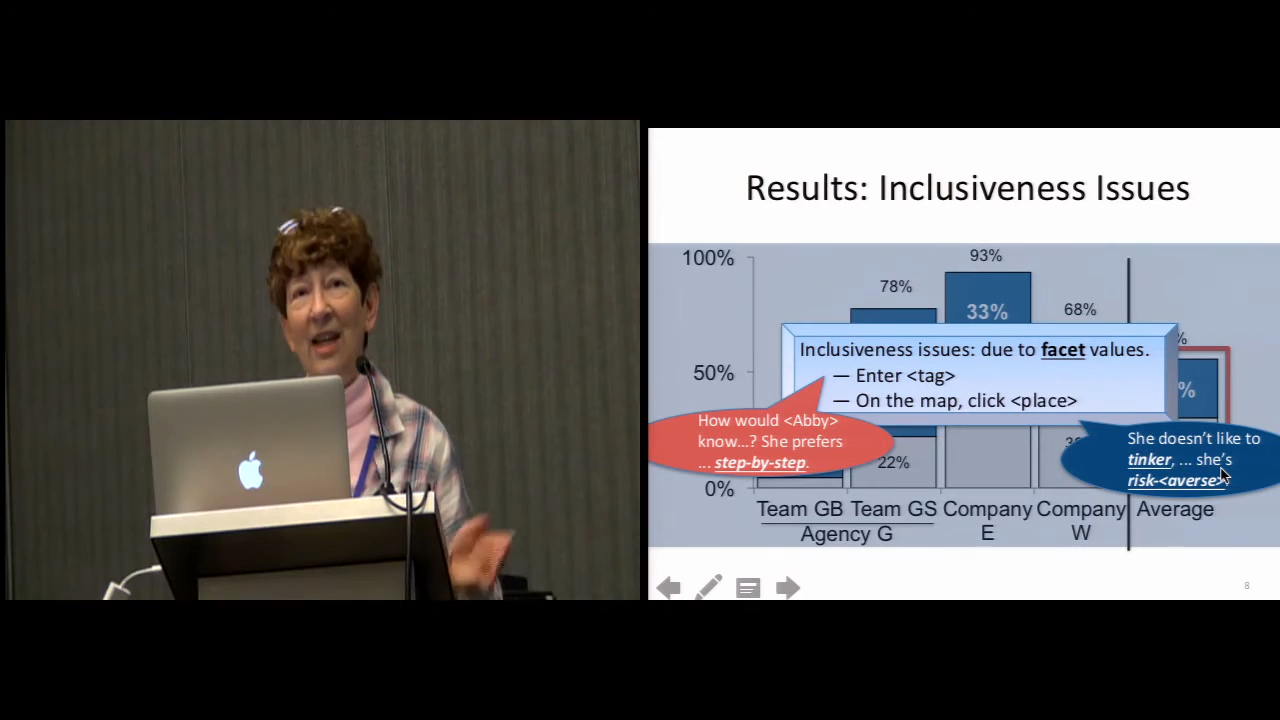 Results: Inclusiveness Issues
100%
93%
78%
33%
68%
%
Inclusiveness issues: due to facet values.
— Enter <tag>
— On the map, click <place>
50%
%
How would <Abby>
know...? She prefers
... step-by-step.
She doesn't like to
tinker, ... she's
risk-<averse>
22%
0%
Team GB Team GS Company Company Average
Agency G E W
8